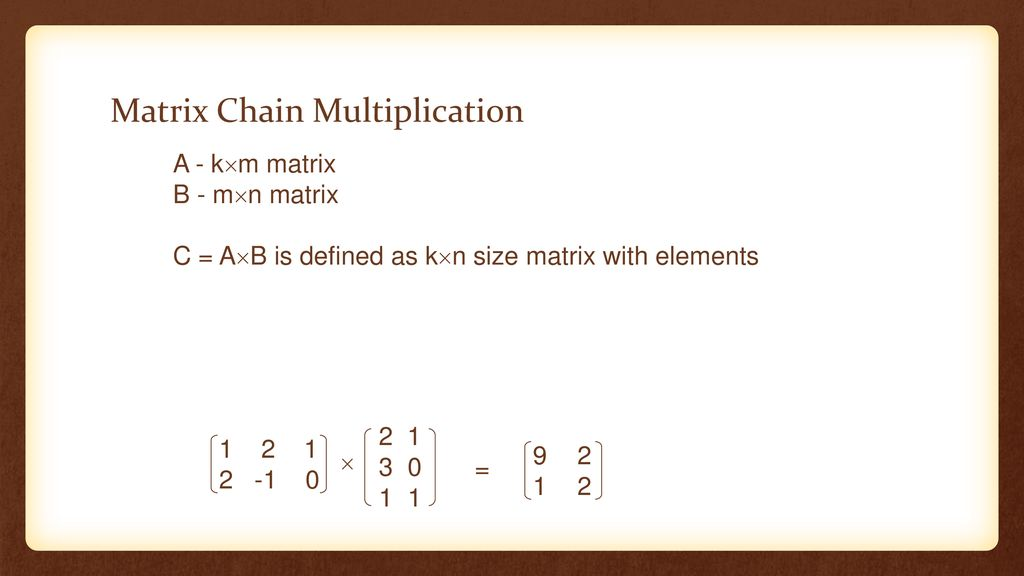 Matrix Chain Multiplication
A - k×m matrix
B - m×n matrix
C = A×B is defined as k×n size matrix with elements
1 2 1
2 -1 0
×
2 1
3 0
1 1
=
9 2
1 2